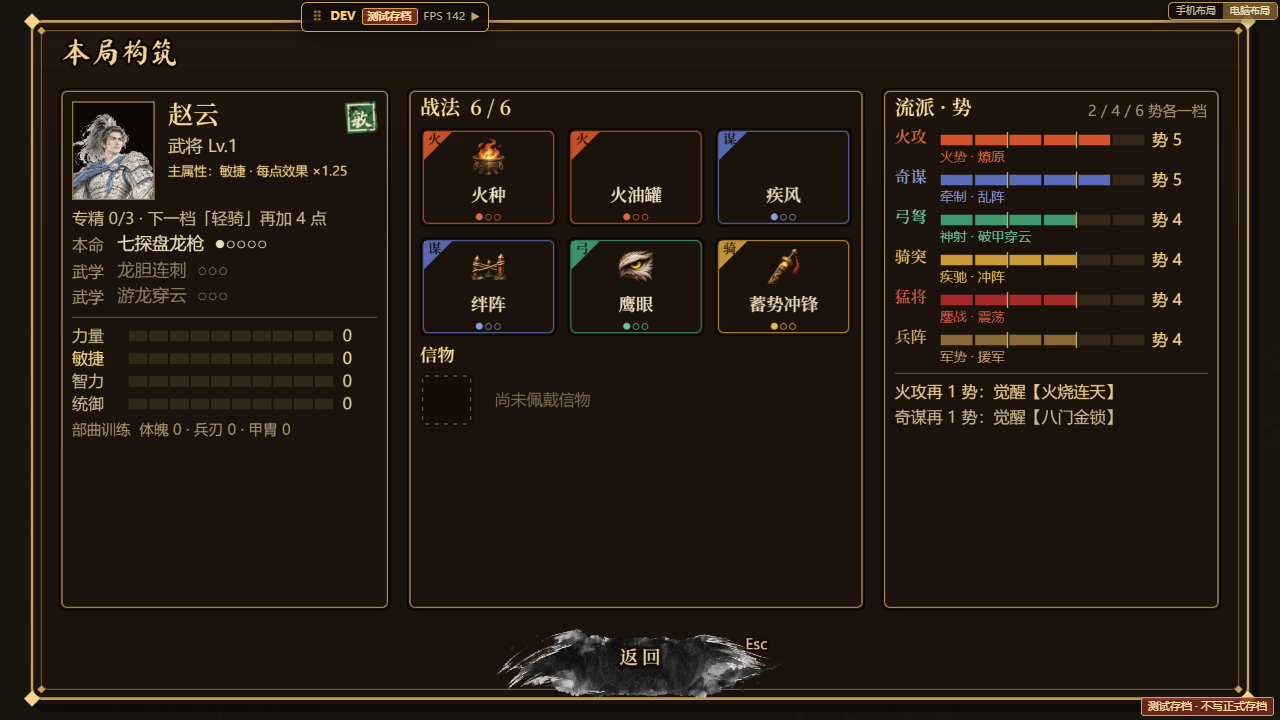 DEV 测试存档 FPS 142
手机布局 电脑布局
本局构筑
赵云
敏
武将 Lv.1
主属性：敏捷 · 每点效果 ×1.25
专精 0/3 · 下一档「轻骑」再加 4 点
本命 七探盘龙枪
武学 龙胆连刺
武学 游龙穿云
力量 0
敏捷 0
智力 0
统御 0
部曲训练 体魄 0 · 兵刃 0 · 甲胄 0
战法 6 / 6
火 火种
火 火油罐
谋 疾风
谋 绊阵
弓 鹰眼
骑 蓄势冲锋
信物
尚未佩戴信物
流派 · 势
2 / 4 / 6 势各一档
火攻 势 5
火势 · 燎原
奇谋 势 5
牵制 · 乱阵
弓弩 势 4
神射 · 破甲穿云
骑突 势 4
疾驰 · 冲阵
猛将 势 4
鏖战 · 震荡
兵阵 势 4
军势 · 援军
火攻再 1 势：觉醒【火烧连天】
奇谋再 1 势：觉醒【八门金锁】
返回
Esc
测试存档 · 不写正式存档